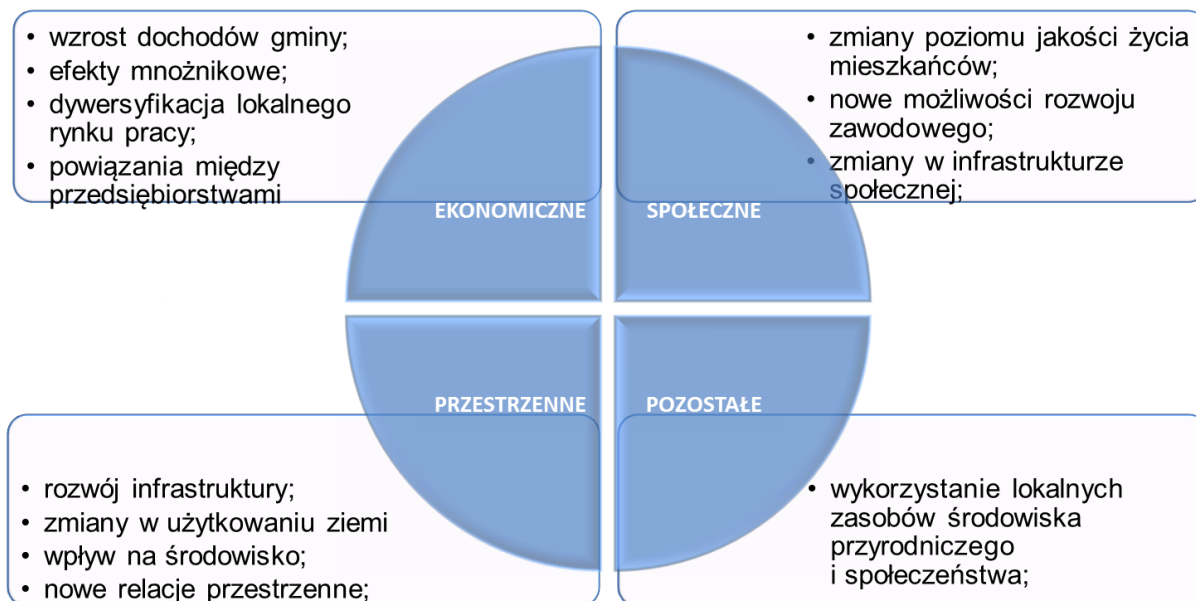 • wzrost dochodów gminy;
• efekty mnożnikowe;
• dywersyfikacja lokalnego
rynku pracy;
• powiązania między
przedsiębiorstwami
• zmiany poziomu jakości życia
mieszkańców;
• nowe możliwości rozwoju
zawodowego;
• zmiany w infrastrukturze
społecznej;
EKONOMICZNE
SPOŁECZNE
PRZESTRZENNE
POZOSTAŁE
• rozwój infrastruktury;
• zmiany w użytkowaniu ziemi
• wpływ na środowisko;
• nowe relacje przestrzenne;
• wykorzystanie lokalnych
zasobów środowiska
przyrodniczego
i społeczeństwa;